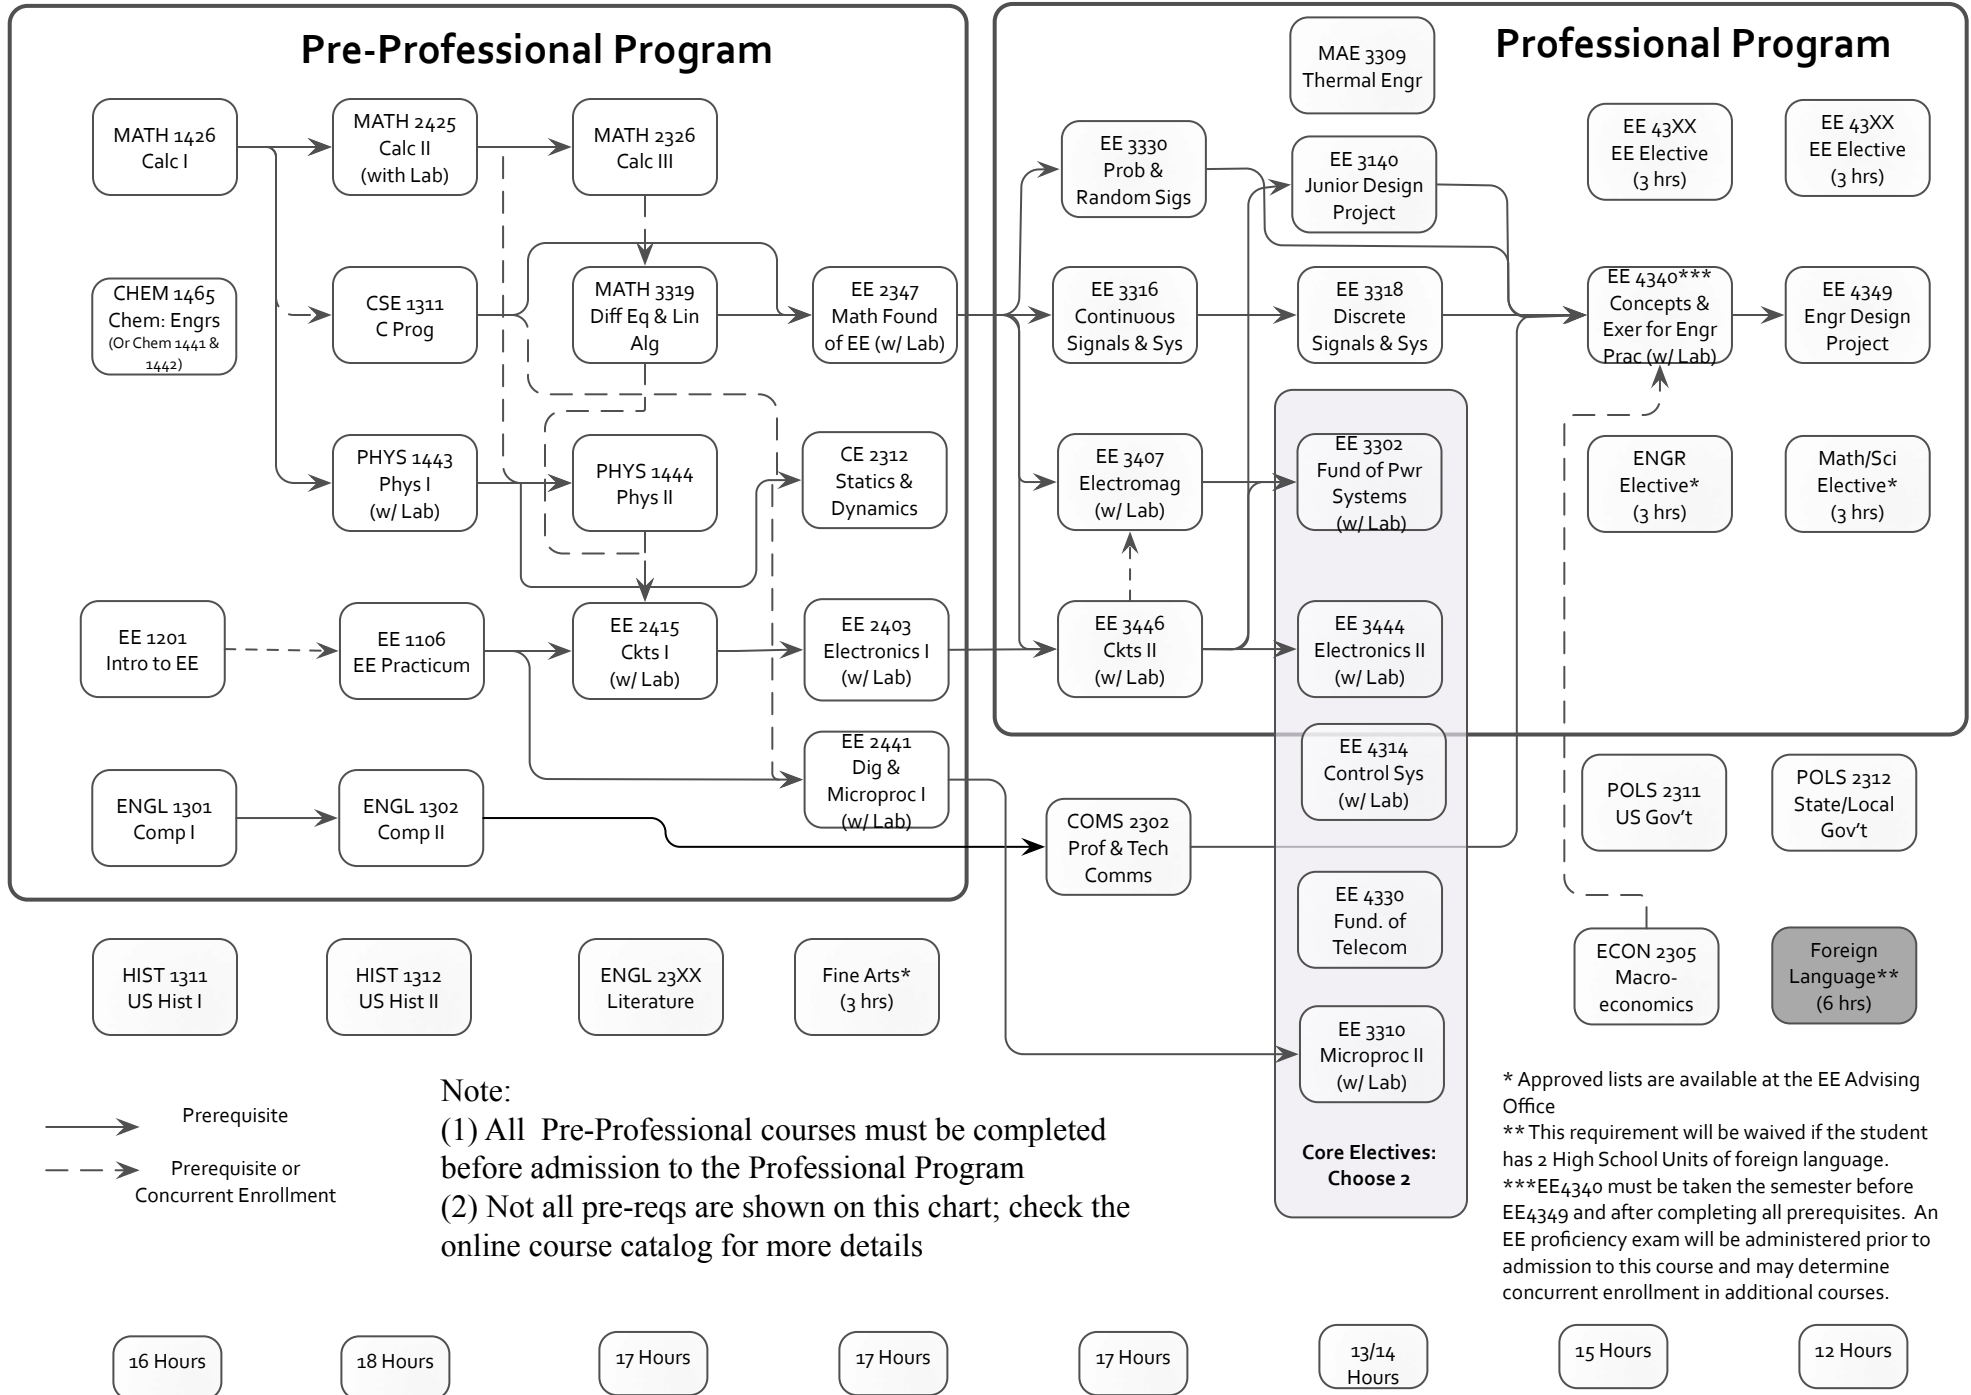 Pre-Professional Program
Professional Program
MATH 1426
Calc I
MATH 2425
Calc II
(with Lab)
MATH 2326
Calc III
CHEM 1465
Chem: Engrs
(Or Chem 1441 &
1442)
CSE 1311
C Prog
MATH 3319
Diff Eq & Lin
Alg
EE 2347
Math Found
of EE (w/ Lab)
PHYS 1443
Phys I
(w/ Lab)
PHYS 1444
Phys II
CE 2312
Statics &
Dynamics
EE 1201
Intro to EE
EE 1106
EE Practicum
EE 2415
Ckts I
(w/ Lab)
EE 2403
Electronics I
(w/ Lab)
EE 2441
Dig &
Microproc I
(w/ Lab)
ENGL 1301
Comp I
ENGL 1302
Comp II
MAE 3309
Thermal Engr
EE 3330
Prob &
Random Sigs
EE 3140
Junior Design
Project
EE 43XX
EE Elective
(3 hrs)
EE 43XX
EE Elective
(3 hrs)
EE 3316
Continuous
Signals & Sys
EE 3318
Discrete
Signals & Sys
EE 4340***
Concepts &
Exer for Engr
Prac (w/ Lab)
EE 4349
Engr Design
Project
EE 3407
Electromag
(w/ Lab)
EE 3302
Fund of Pwr
Systems
(w/ Lab)
ENGR
Elective*
(3 hrs)
Math/Sci
Elective*
(3 hrs)
EE 3446
Ckts II
(w/ Lab)
EE 3444
Electronics II
(w/ Lab)
EE 4314
Control Sys
(w/ Lab)
POLS 2311
US Gov't
POLS 2312
State/Local
Gov't
COMS 2302
Prof & Tech
Comms
EE 4330
Fund. of
Telecom
ECON 2305
Macro-
economics
Foreign
Language**
(6 hrs)
HIST 1311
US Hist I
HIST 1312
US Hist II
ENGL 23XX
Literature
Fine Arts*
(3 hrs)
EE 3310
Microproc II
(w/ Lab)
Core Electives:
Choose 2
Prerequisite
Prerequisite or
Concurrent Enrollment
Note:
(1) All Pre-Professional courses must be completed
before admission to the Professional Program
(2) Not all pre-reqs are shown on this chart; check the
online course catalog for more details
* Approved lists are available at the EE Advising
Office
** This requirement will be waived if the student
has 2 High School Units of foreign language.
***EE4340 must be taken the semester before
EE4349 and after completing all prerequisites. An
EE proficiency exam will be administered prior to
admission to this course and may determine
concurrent enrollment in additional courses.
16 Hours
18 Hours
17 Hours
17 Hours
17 Hours
13/14
Hours
15 Hours
12 Hours